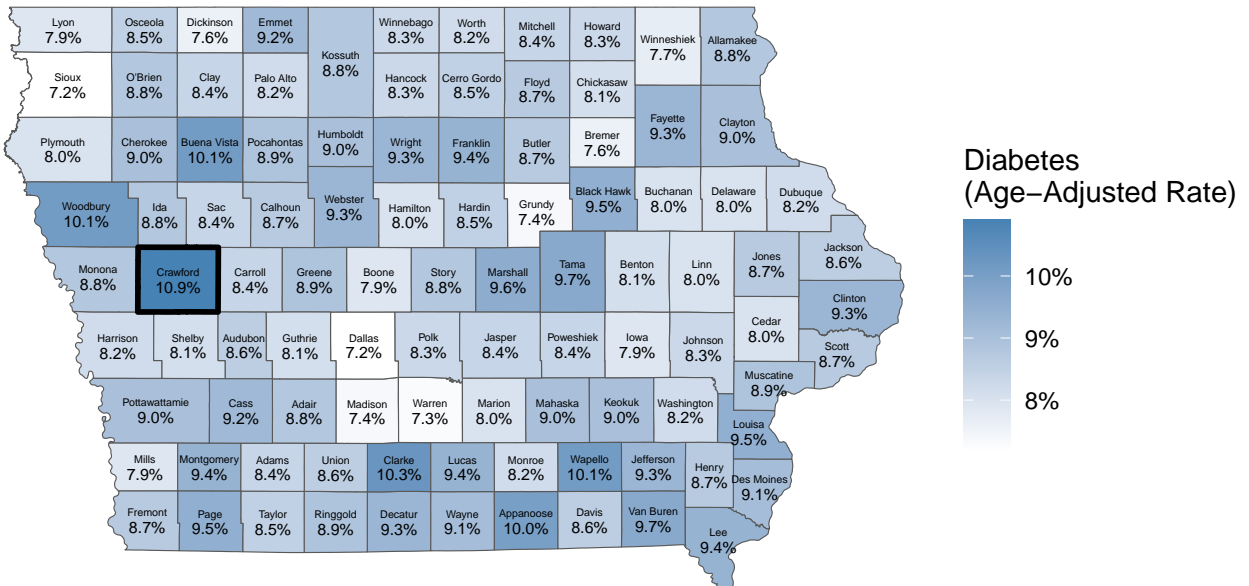 Lyon
7.9%
Osceola
8.5%
Dickinson
7.6%
Emmet
9.2%
Kossuth
8.8%
Winnebago
8.3%
Worth
8.2%
Mitchell
8.4%
Howard
8.3%
Winneshiek
7.7%
Allamakee
8.8%
Sioux
7.2%
O'Brien
8.8%
Clay
8.4%
Palo Alto
8.2%
Hancock
8.3%
Cerro Gordo
8.5%
Floyd
8.7%
Chickasaw
8.1%
Fayette
9.3%
Clayton
9.0%
Plymouth
8.0%
Cherokee
9.0%
Buena Vista
10.1%
Pocahontas
8.9%
Humboldt
9.0%
Wright
9.3%
Franklin
9.4%
Butler
8.7%
Bremer
7.6%
Woodbury
10.1%
Ida
8.8%
Sac
8.4%
Calhoun
8.7%
Webster
9.3%
Hamilton
8.0%
Hardin
8.5%
Grundy
7.4%
Black Hawk
9.5%
Buchanan
8.0%
Delaware
8.0%
Dubuque
8.2%
Monona
8.8%
Crawford
10.9%
Carroll
8.4%
Greene
8.9%
Boone
7.9%
Story
8.8%
Marshall
9.6%
Tama
9.7%
Benton
8.1%
Linn
8.0%
Jones
8.7%
Jackson
8.6%
Clinton
9.3%
Harrison
8.2%
Shelby
8.1%
Audubon
8.6%
Guthrie
8.1%
Dallas
7.2%
Polk
8.3%
Jasper
8.4%
Poweshiek
8.4%
Iowa
7.9%
Johnson
8.3%
Cedar
8.0%
Scott
8.7%
Muscatine
8.9%
Pottawattamie
9.0%
Cass
9.2%
Adair
8.8%
Madison
7.4%
Warren
7.3%
Marion
8.0%
Mahaska
9.0%
Keokuk
9.0%
Washington
8.2%
Louisa
9.5%
Mills
7.9%
Montgomery
9.4%
Adams
8.4%
Union
8.6%
Clarke
10.3%
Lucas
9.4%
Monroe
8.2%
Wapello
10.1%
Jefferson
9.3%
Henry
8.7%
Des Moines
9.1%
Fremont
8.7%
Page
9.5%
Taylor
8.5%
Ringgold
8.9%
Decatur
9.3%
Wayne
9.1%
Appanoose
10.0%
Davis
8.6%
Van Buren
9.7%
Lee
9.4%
Diabetes
(Age−Adjusted Rate)
10%
9%
8%